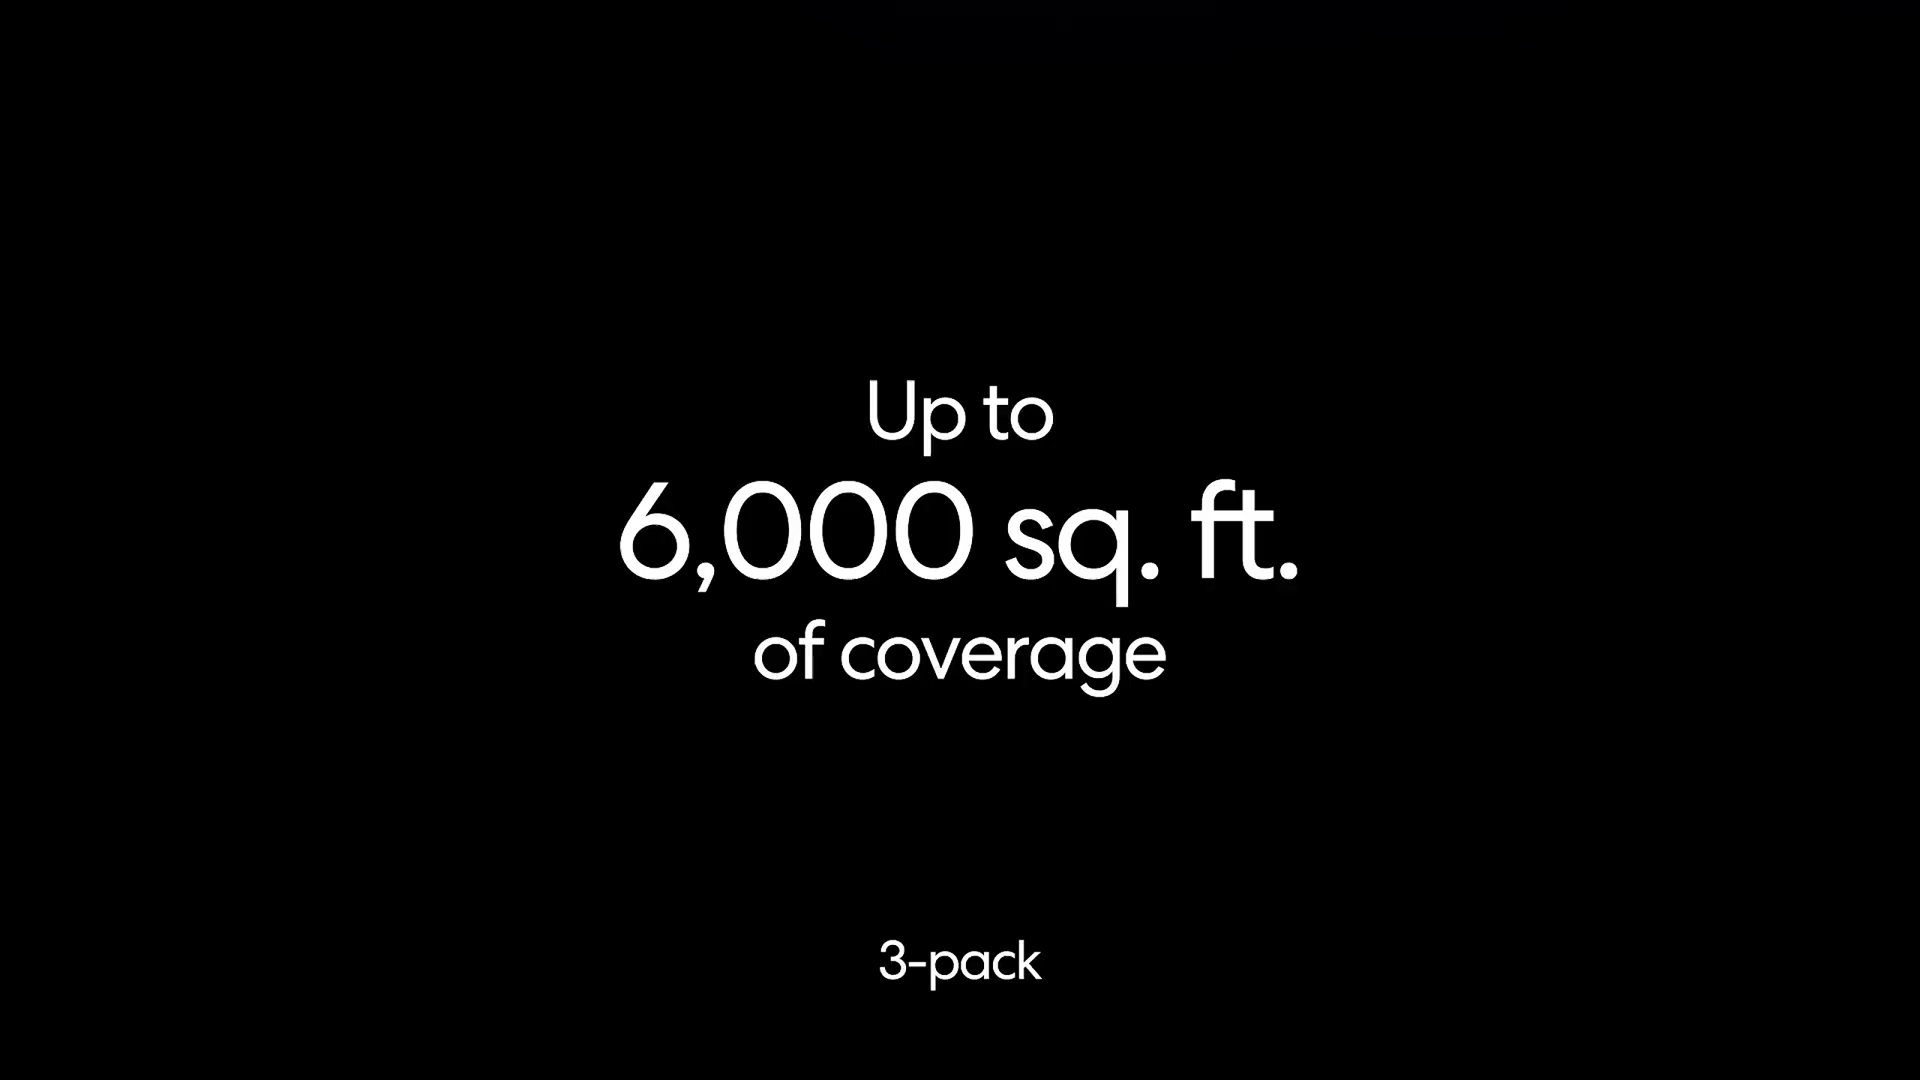 Up to
6,000 sq. ft.
of coverage
3-pack